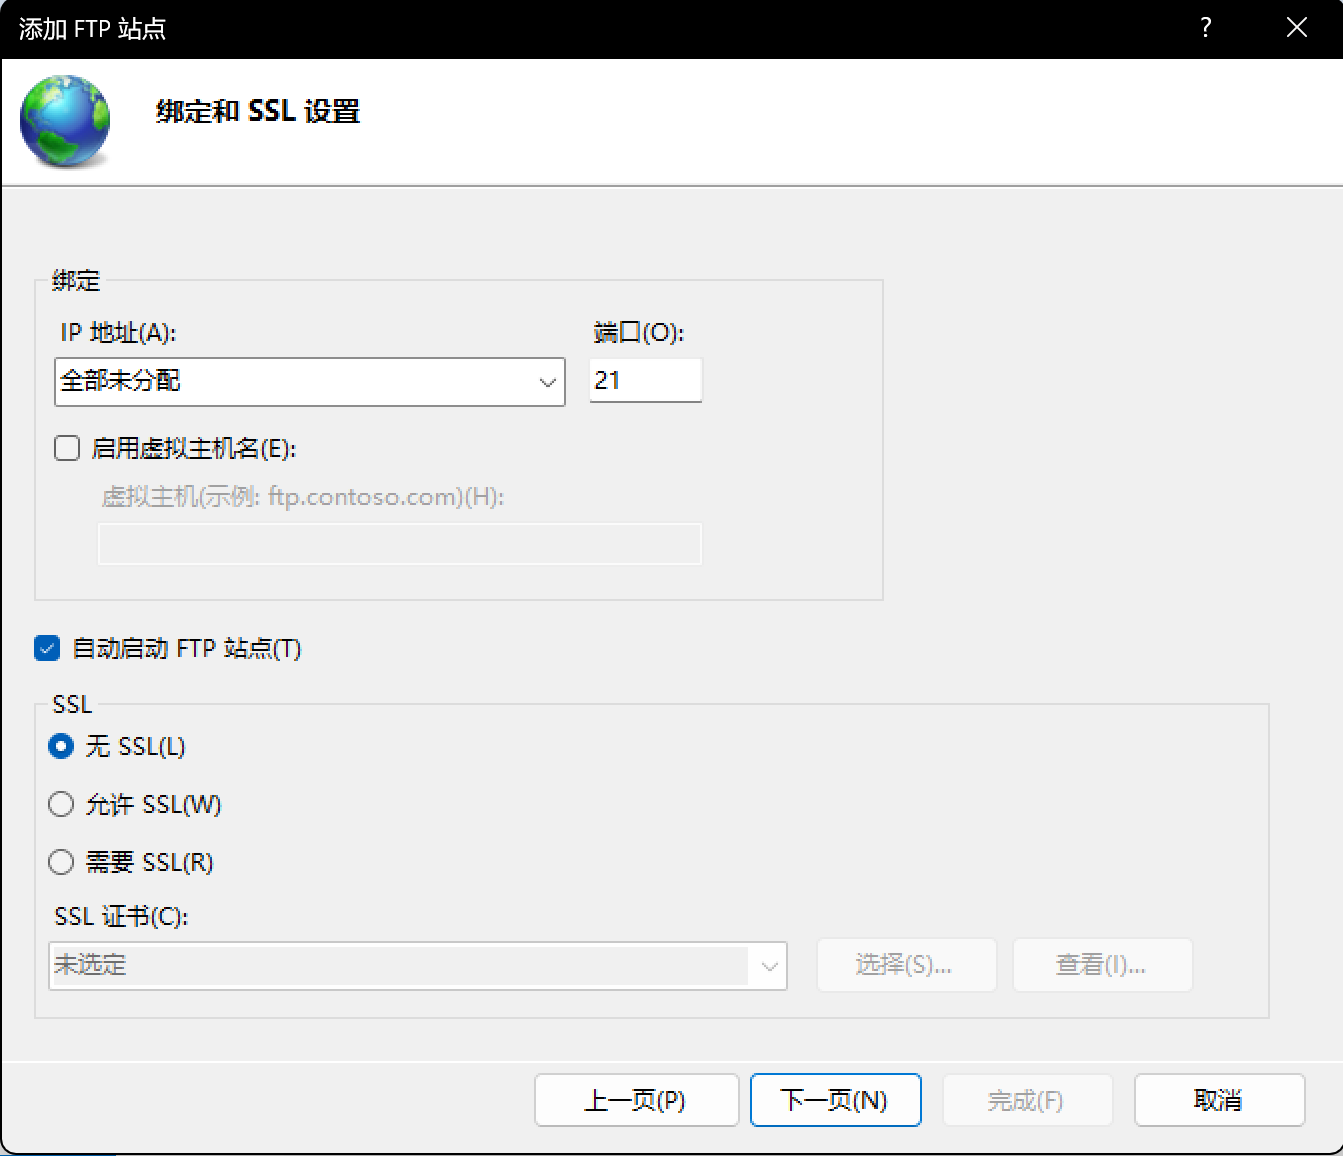 添加 FTP 站点
?
绑定和 SSL 设置
绑定
IP 地址(A):
端口(O):
全部未分配
21
启用虚拟主机名(E):
虚拟主机(示例: ftp.contoso.com)(H):
自动启动 FTP 站点(T)
SSL
无 SSL(L)
允许 SSL(W)
需要 SSL(R)
SSL 证书(C):
未选定
选择(S)...
查看(I)...
上一页(P)
下一页(N)
完成(F)
取消